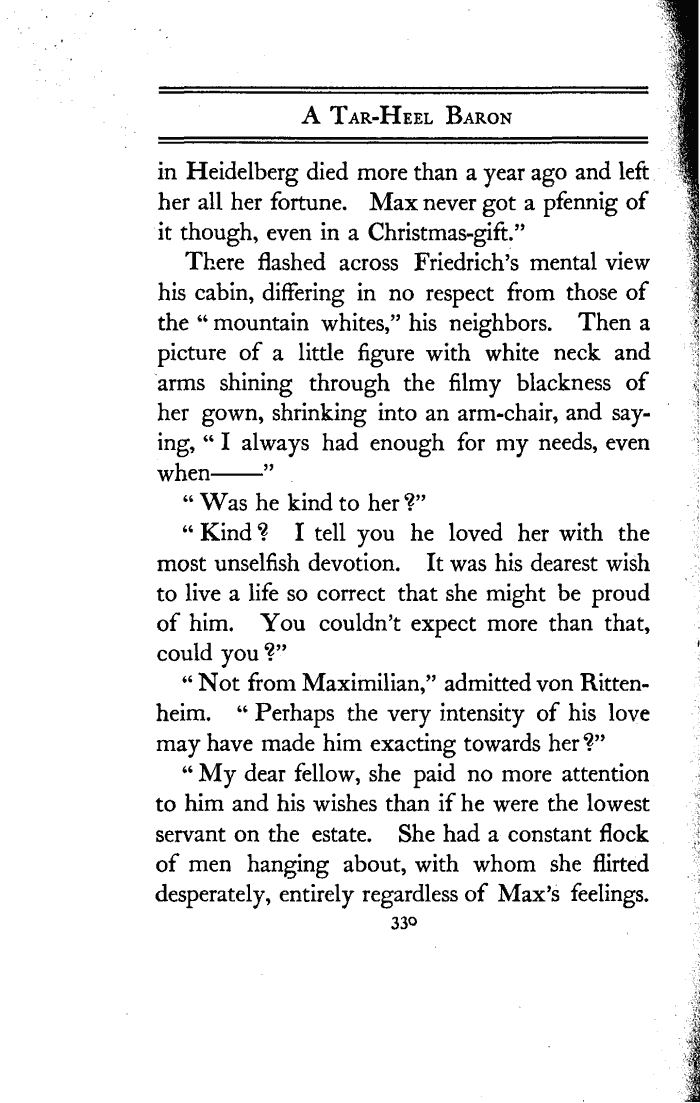 A Tar-Heel Baron
in Heidelberg died more than a year ago and left
her all her fortune. Max never got a pfennig of
it though, even in a Christmas-gift.”
There flashed across Friedrich’s mental view
his cabin, differing in no respect from those of
the “ mountain whites,” his neighbors. Then a
picture of a little figure with white neck and
arms shining through the filmy blackness of
her gown, shrinking into an arm-chair, and say-
ing, “ I always had enough for my needs, even
when——”
“ Was he kind to her?”
“ Kind? I tell you he loved her with the
most unselfish devotion. It was his dearest wish
to live a life so correct that she might be proud
of him. You couldn’t expect more than that,
could you?”
“ Not from Maximilian,” admitted von Ritten-
heim. “ Perhaps the very intensity of his love
may have made him exacting towards her?”
“ My dear fellow, she paid no more attention
to him and his wishes than if he were the lowest
servant on the estate. She had a constant flock
of men hanging about, with whom she flirted
desperately, entirely regardless of Max’s feelings.
330